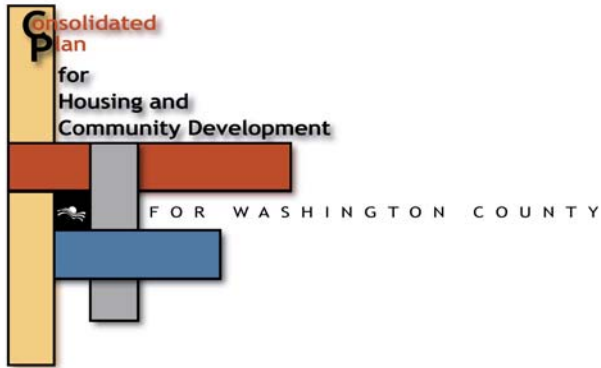 Consolidated
Plan
for
Housing and
Community Development
FOR WASHINGTON COUNTY